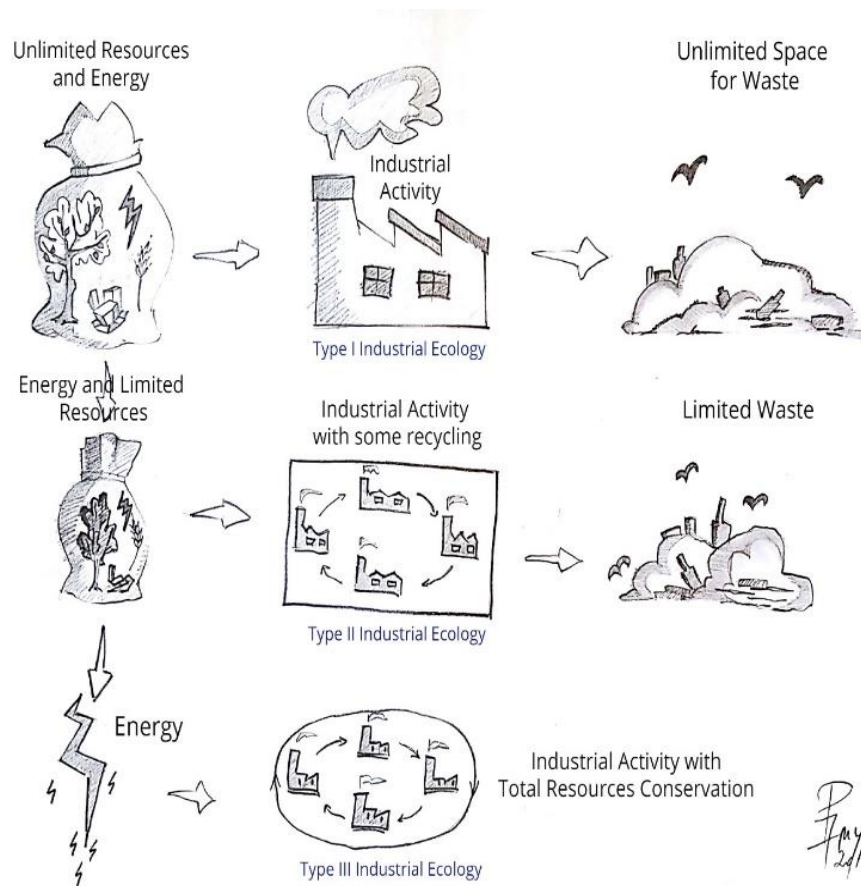 Unlimited Resources
and Energy
Unlimited Space
for Waste
Industrial
Activity
Type I Industrial Ecology
Energy and Limited
Resources
Industrial Activity
with some recycling
Limited Waste
Type II Industrial Ecology
Energy
Industrial Activity with
Total Resources Conservation
Type III Industrial Ecology